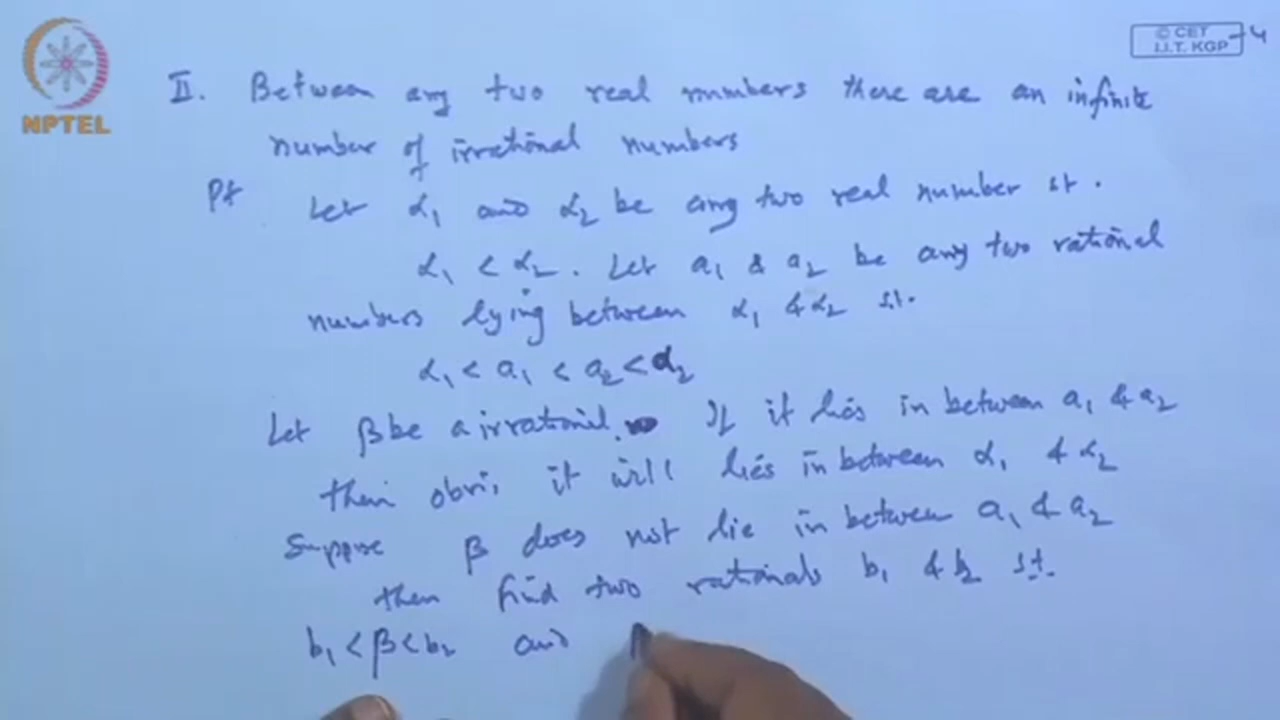 © CET
I.I.T. KGP
-4
NPTEL
II. Between any two real numbers there are an infinite
number of irrational numbers
Pf Let α₁ and α₂ be any two real number st.
α₁ < α₂. Let a₁ & a₂ be any two rational
numbers lying between α₁ & α₂ s.t.
α₁ < a₁ < a₂ < α₂
Let β be a irrational. If it lies in between a₁ & a₂
then obvi, it will lies in between α₁ & α₂
Suppose β does not lie in between a₁ & a₂
then find two rationals b₁ & b₂ s.t.
b₁ < β < b₂ and